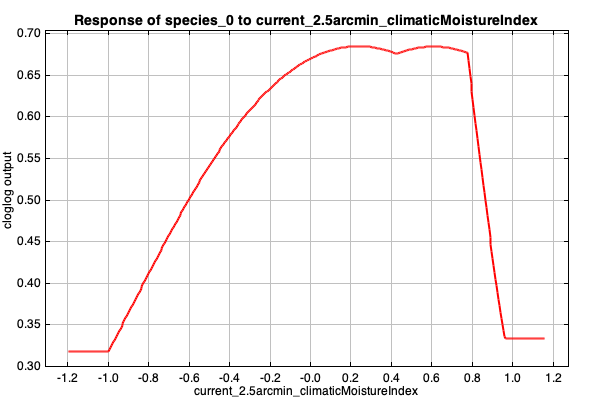 Response of species_0 to current_2.5arcmin_climaticMoistureIndex
0.70
0.65
0.60
0.55
0.50
0.45
0.40
0.35
0.30
cloglog output
-1.2 -1.0 -0.8 -0.6 -0.4 -0.2 -0.0 0.2 0.4 0.6 0.8 1.0 1.2
current_2.5arcmin_climaticMoistureIndex